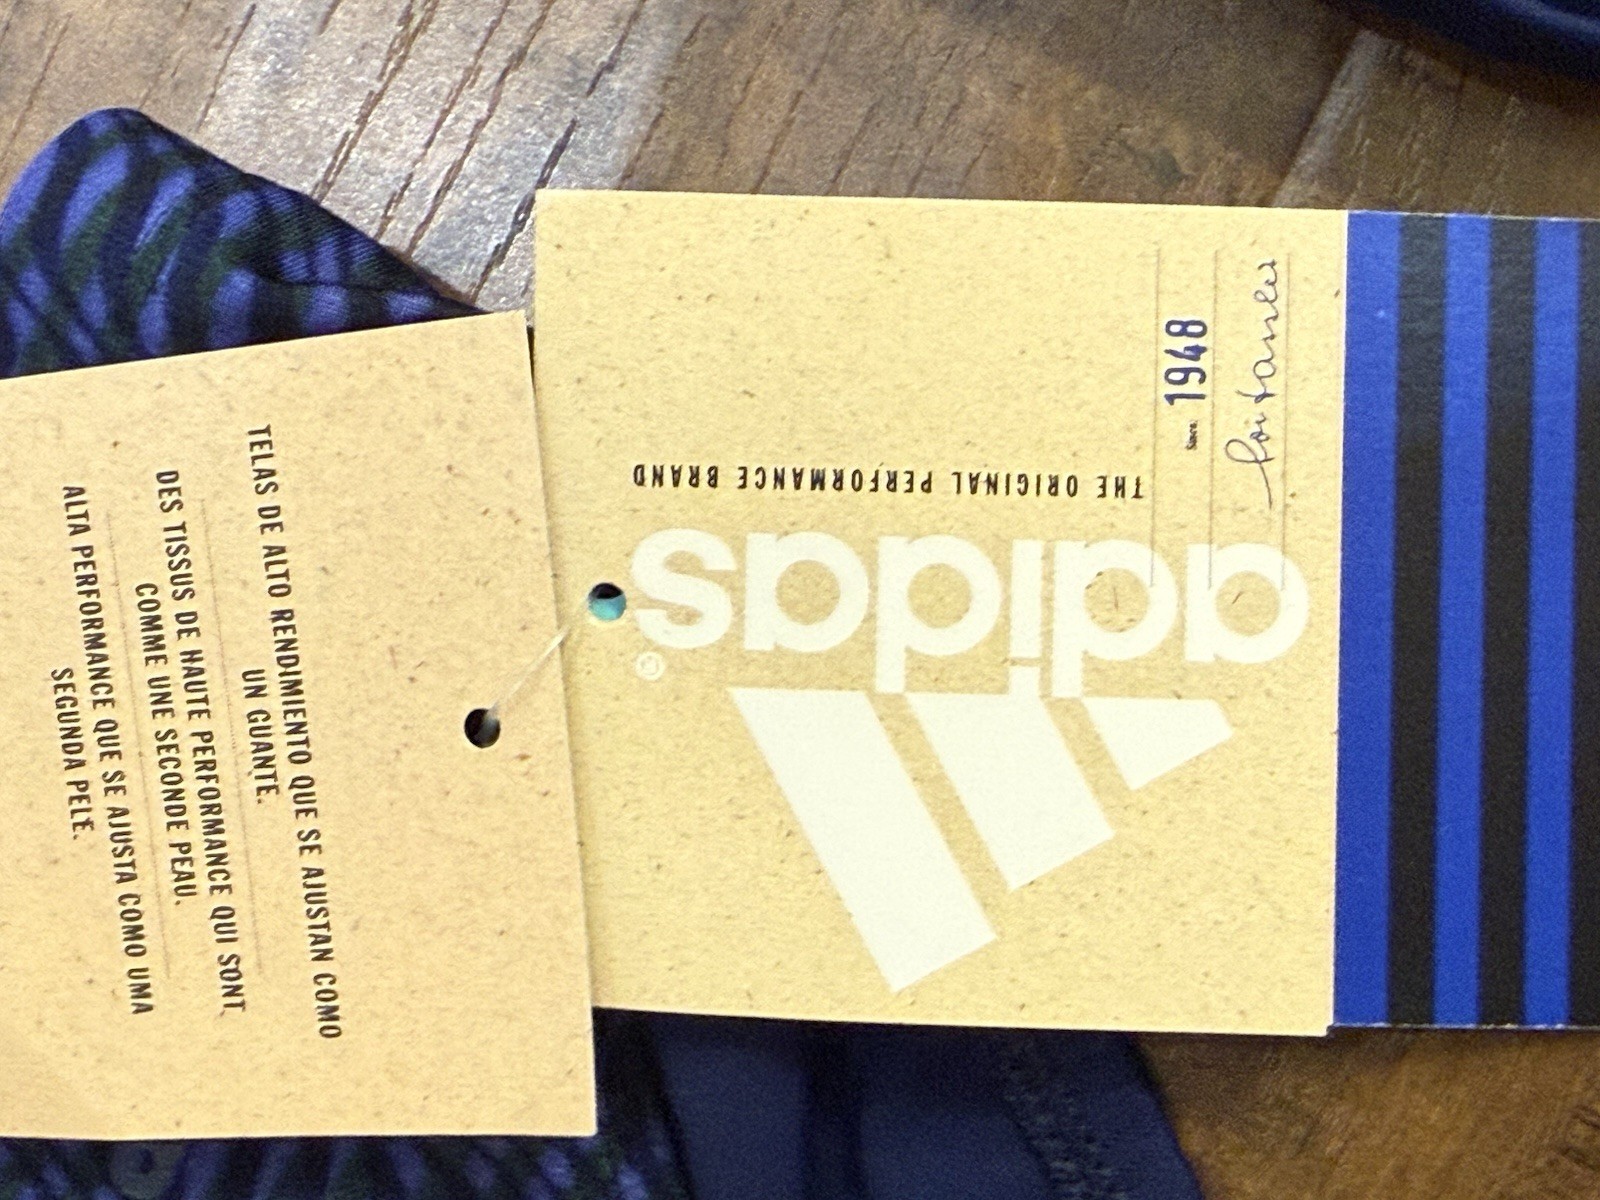 TELAS DE ALTO RENDIMIENTO QUE SE AJUSTAN COMO
UN GUANTE.
DES TISSUS DE HAUTE PERFORMANCE QUI SONT
COMME UNE SECONDE PEAU.
ALTA PERFORMANCE QUE SE AJUSTA COMO UMA
SEGUNDA PELE.
adidas®
THE ORIGINAL PERFORMANCE BRAND
Since: 1948